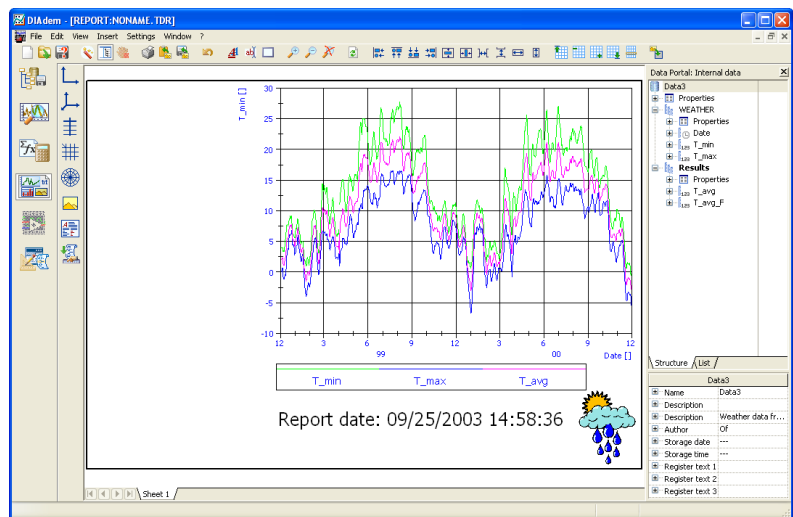 DIAdem - [REPORT:NONAME.TDR]
File Edit View Insert Settings Window ?
Data Portal: Internal data
Data3
Properties
WEATHER
Properties
Date
T_min
T_max
Results
Properties
T_avg
T_avg_F
T_min []
30
25
20
15
10
5
0
-5
-10
12 3 6 9 12 3 6 9 12
99 00 Date []
T_min T_max T_avg
Report date: 09/25/2003 14:58:36
Structure List
Data3
Name Data3
Description
Description Weather data fr...
Author Of
Storage date ---
Storage time ---
Register text 1
Register text 2
Register text 3
Sheet 1